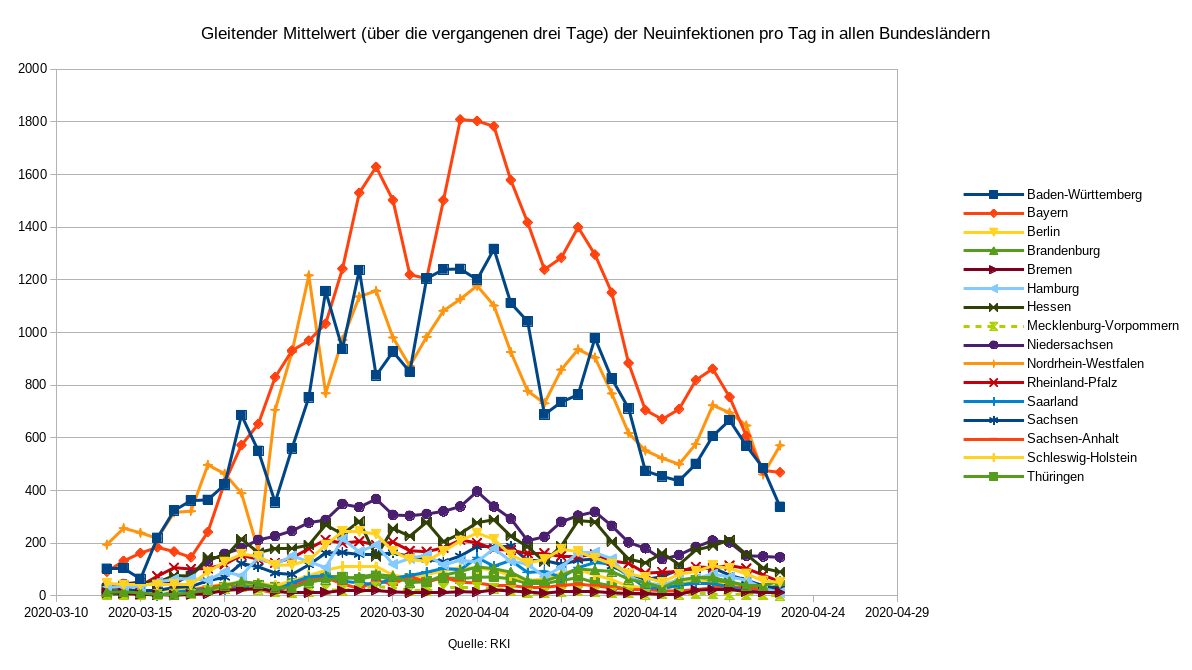 Gleitender Mittelwert (über die vergangenen drei Tage) der Neuinfektionen pro Tag in allen Bundesländern
2000
1800
1600
1400
1200
1000
800
600
400
200
0
2020-03-10 2020-03-15 2020-03-20 2020-03-25 2020-03-30 2020-04-04 2020-04-09 2020-04-14 2020-04-19 2020-04-24 2020-04-29
Quelle: RKI
Baden-Württemberg
Bayern
Berlin
Brandenburg
Bremen
Hamburg
Hessen
Mecklenburg-Vorpommern
Niedersachsen
Nordrhein-Westfalen
Rheinland-Pfalz
Saarland
Sachsen
Sachsen-Anhalt
Schleswig-Holstein
Thüringen